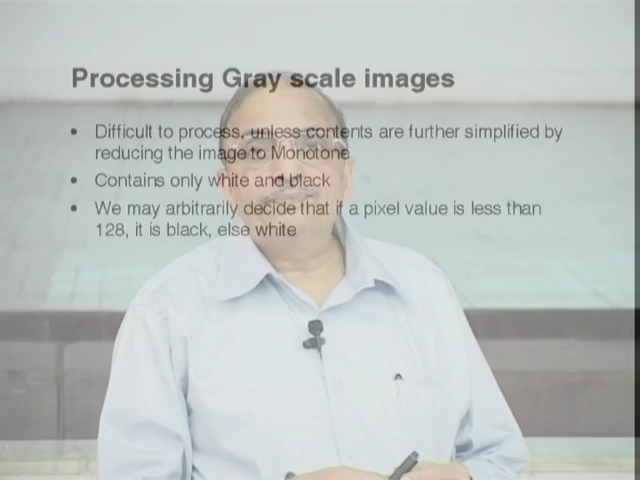 Processing Gray scale images
• Difficult to process, unless contents are further simplified by
reducing the image to Monotone
• Contains only white and black
• We may arbitrarily decide that if a pixel value is less than
128, it is black, else white